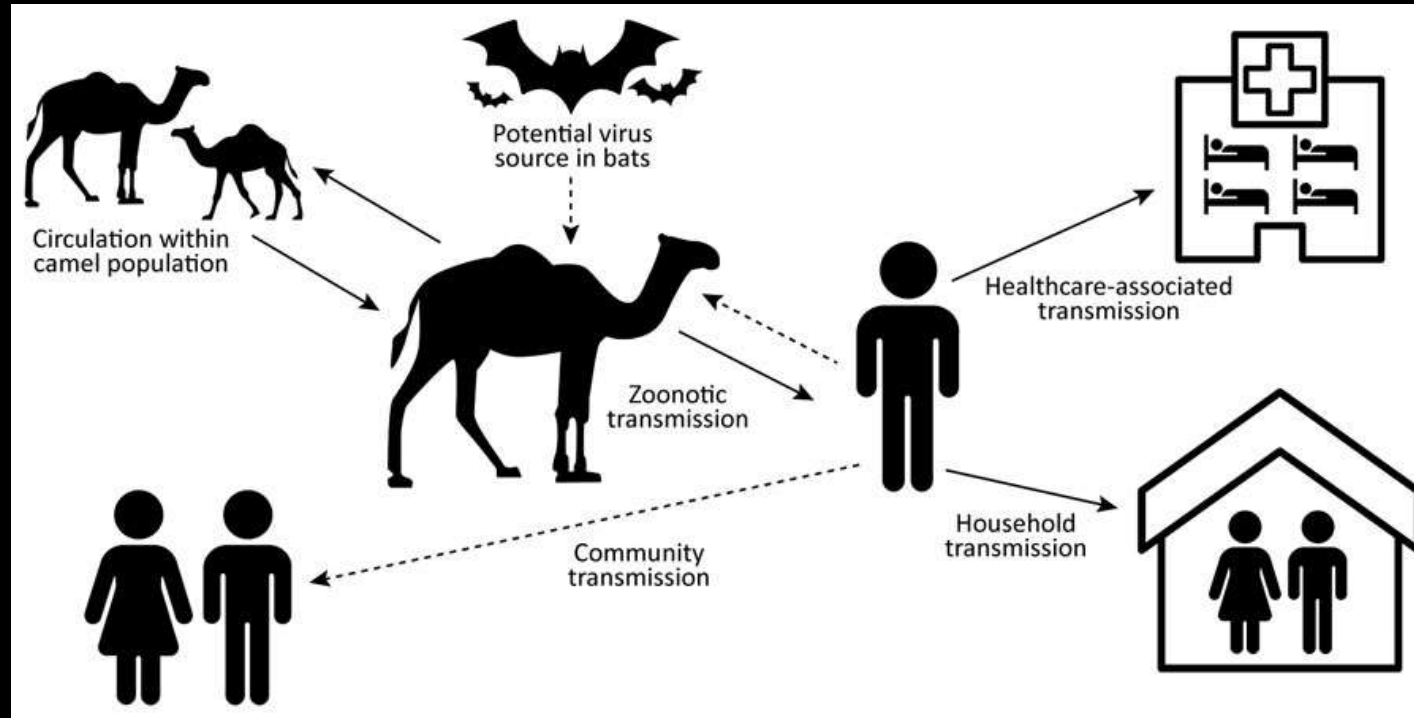 Potential virus
source in bats
Circulation within
camel population
Healthcare-associated
transmission
Zoonotic
transmission
Household
transmission
Community
transmission